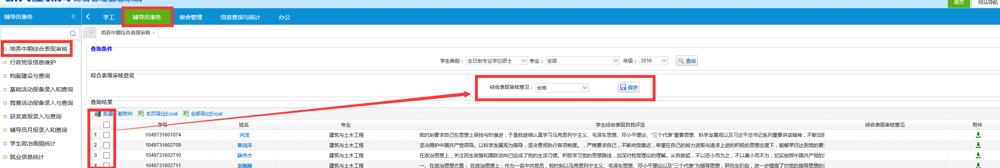 综合管理信息系统
首页
网站导航
辅导员事务 «
学工 辅导员事务 宿舍管理 信息查询与统计 办公
培养中期综合表现审核 ×
培养中期综合表现审核
行政班级信息维护
档案建设与查询
基础活动报备录入和查询
竞赛活动报备录入与查询
获奖喜报录入与查询
辅导员月报录入和查询
学生政治面貌统计
就业信息统计
查询条件
学生类别： 全日制专业学位硕士 专业： 全部 年级： 2016 查询
综合表现审核意见
综合表现审核意见： 合格 保存
查询结果
批量下载附件 本页导出Excel 全部导出Excel
学号 姓名 专业 学生综合表现自我评定 综合表现审核意见 附件
1 1049731601074 闫龙 建筑与土木工程 我时刻要求自己在思想上保持与时俱进，于是我继续认真学习马克思列宁主义、毛泽东思想、邓小平理论、“三个代表”重要思想、科学发展观以及习近平总书记系列重要讲话精神，不断加强
2 1049731602709 曹润泽 建筑与土木工程 坚决拥护中国共产党领导。以科学发展观为指导，坚决贯彻执行各项制度。，严格要求自己，不断向党靠近，希望在自己的努力进取与追求上进的积极的思想态度下，能够早日达到党的要
3 1049731602710 薛伟杰 建筑与土木工程 在政治思想上，关注民生政策和国际动向已经成了我的生活习惯。积极学习党的思想路线，加深对我党理论的理解。从我做起，不以恶小而为之，不以善小而不为，切实按照中国共产党的
4 1049731602711 袁巍巍 建筑与土木工程 一、在政治思想方面： 在政治思想上，作为一名中共党员，我时刻以马克思列宁主义、毛泽东思想、邓小平理论以及“三个代表”为指导思想，研究生阶段，进一步提高了对党的指导思想的